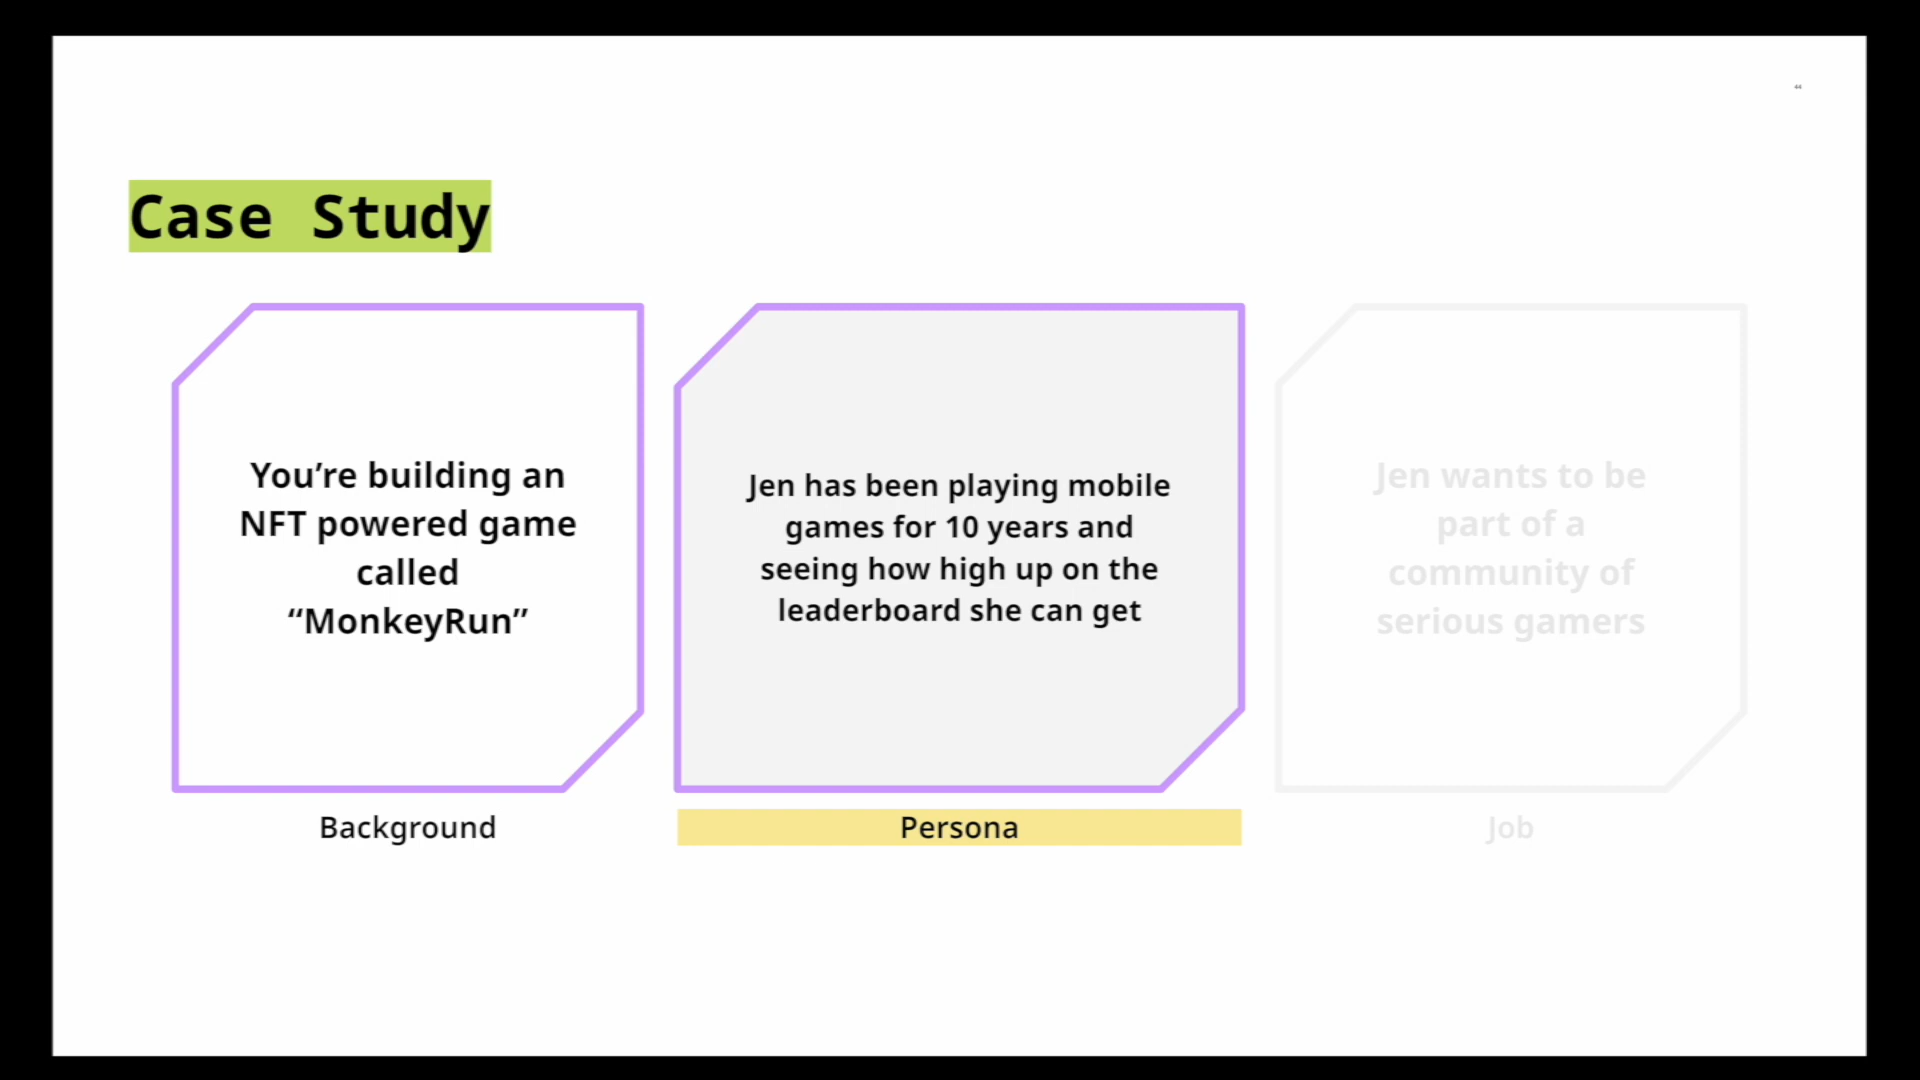 44
Case Study
You’re building an
NFT powered game
called
“MonkeyRun”
Background
Jen has been playing mobile
games for 10 years and
seeing how high up on the
leaderboard she can get
Persona
Jen wants to be
part of a
community of
serious gamers
Job